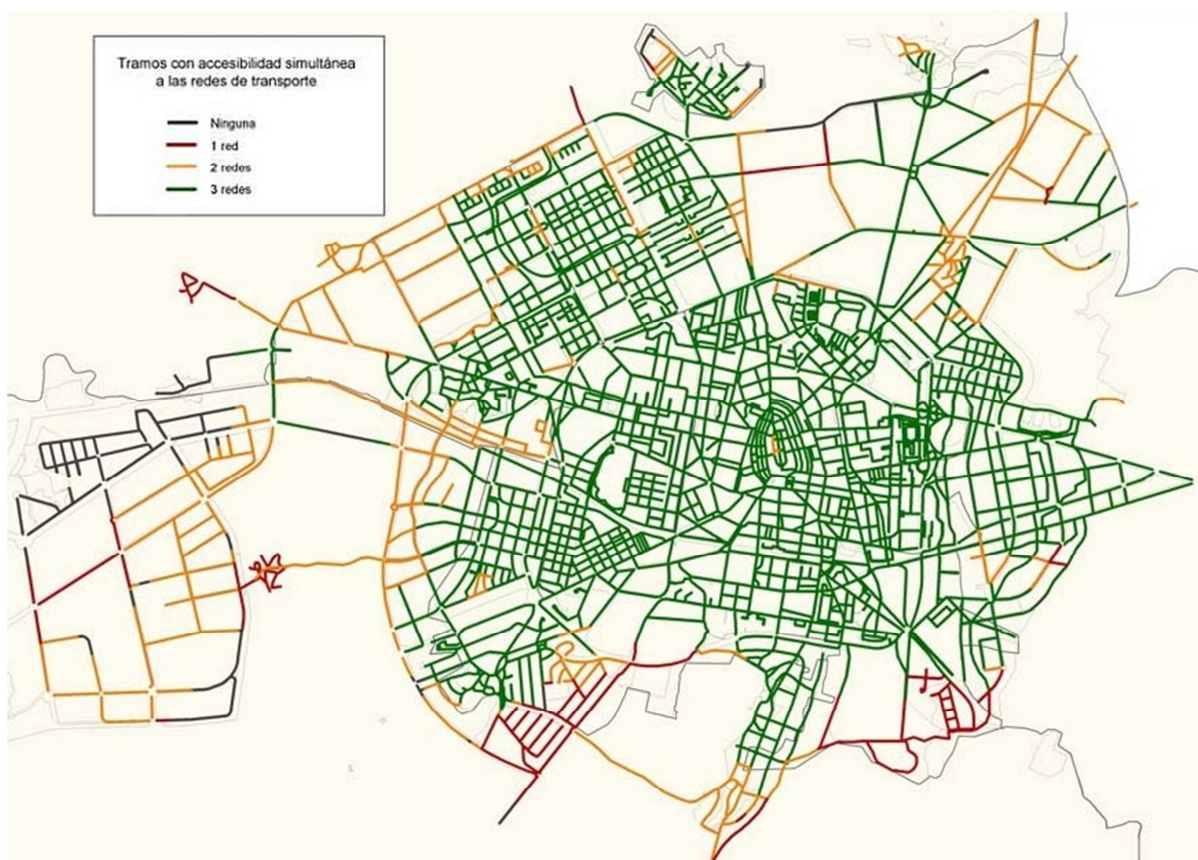 Tramos con accesibilidad simultánea
a las redes de transporte
Ninguna
1 red
2 redes
3 redes